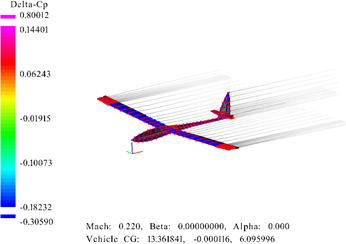 Delta-Cp
0.80012
0.14401
0.06243
-0.01915
-0.10073
-0.18232
-0.30590
Mach: 0.220, Beta: 0.00000000, Alpha: 0.000
Vehicle CG: 13.361841, -0.000116, 6.095996